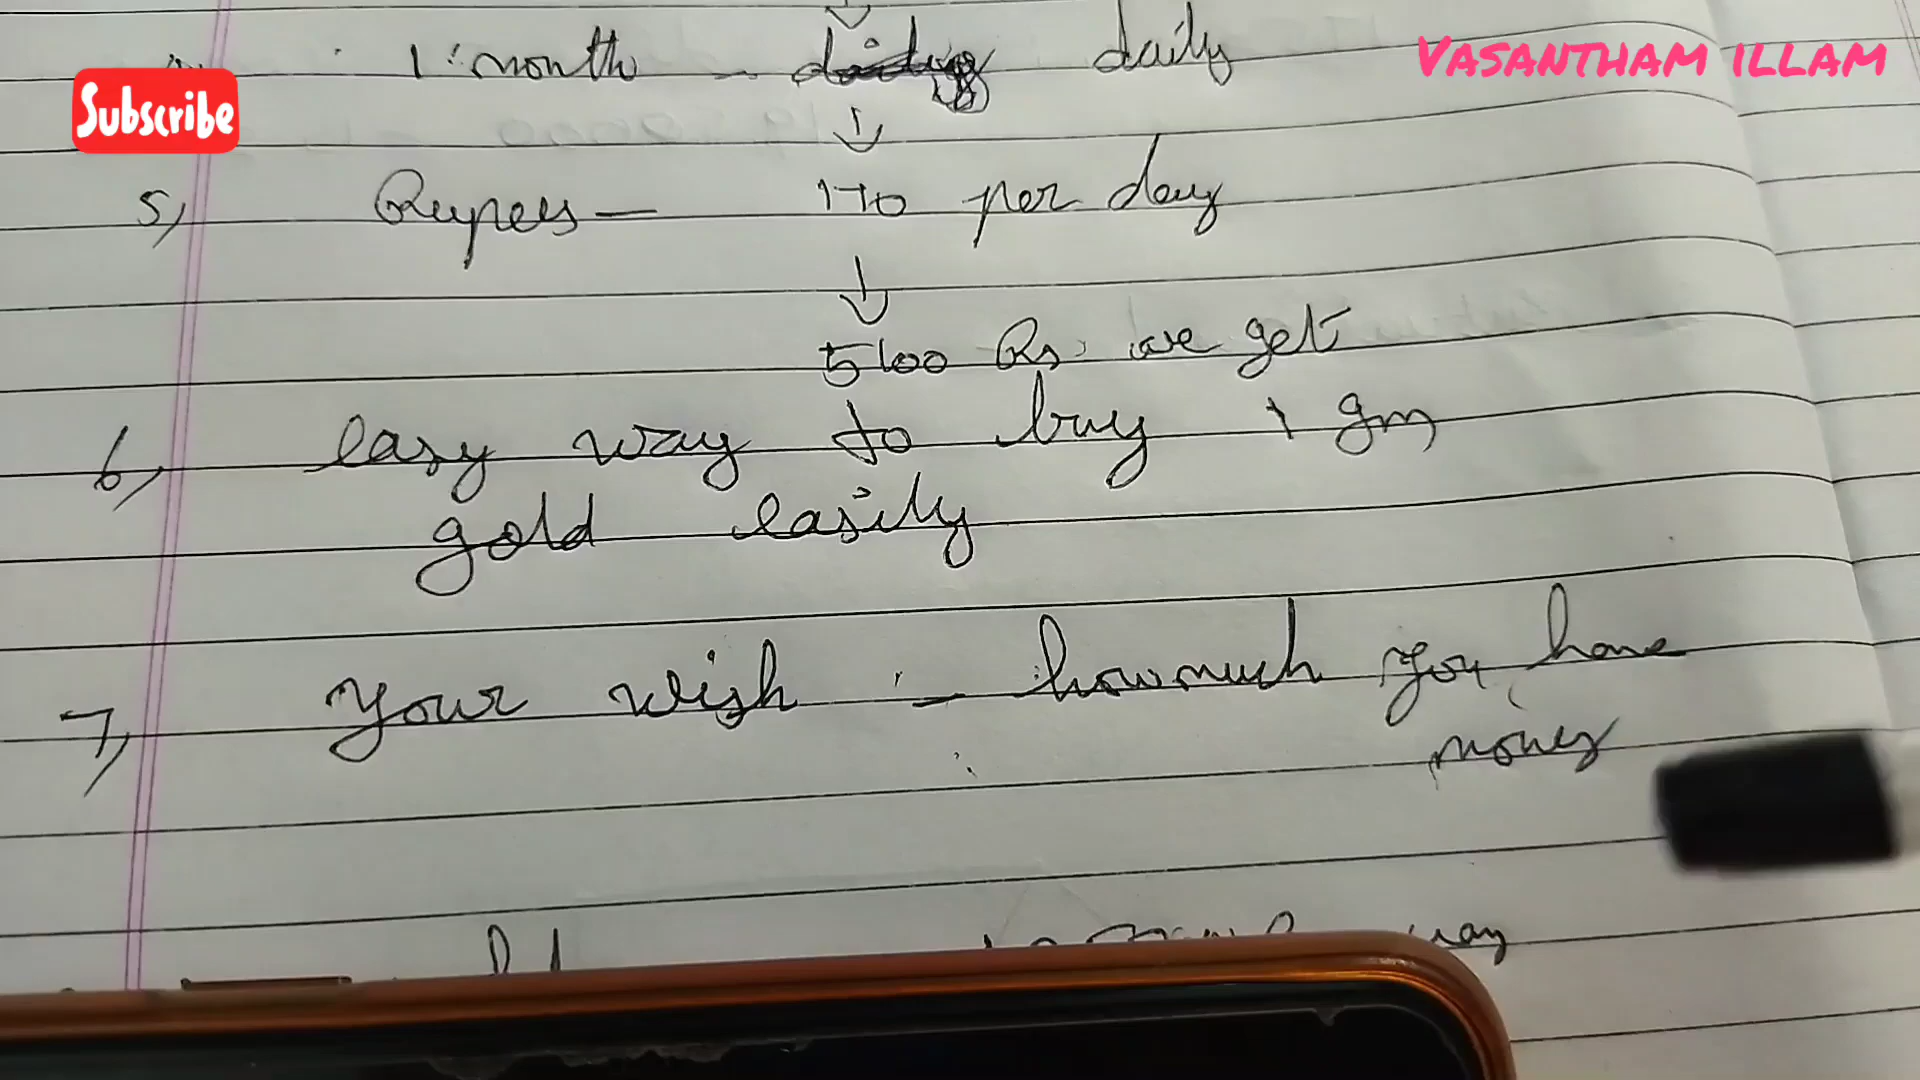 VASANTHAM ILLAM
1 month - daily
Subscribe
5, Rupees - 170 per day
5100 Rs. we get
6, easy way to buy 1 gm
gold easily
7, your wish :- howmuch you have
money
way